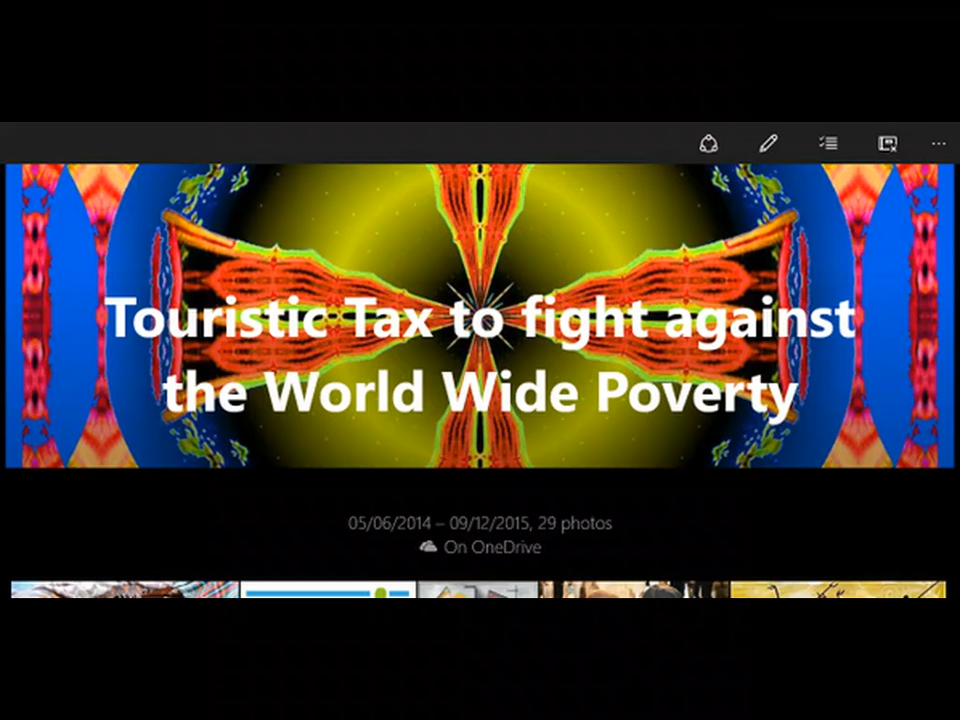 Touristic Tax to fight against
the World Wide Poverty
05/06/2014 – 09/12/2015, 29 photos
On OneDrive